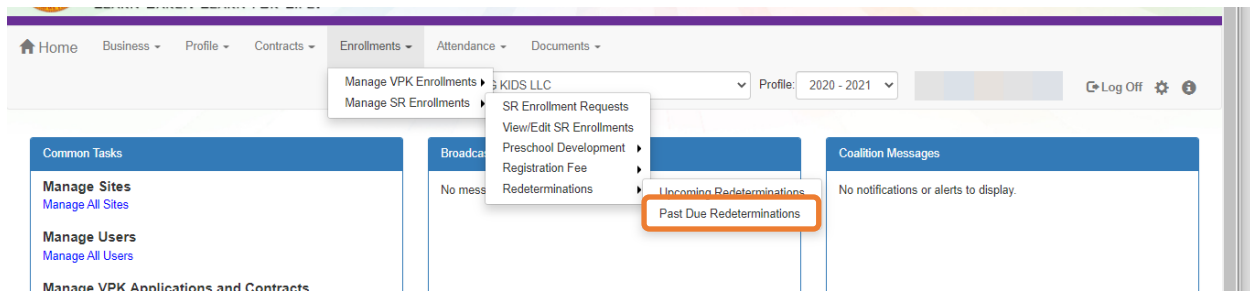 Home Business Profile Contracts Enrollments Attendance Documents
Manage VPK Enrollments
KIDS LLC
Profile: 2020 - 2021
Log Off
Manage SR Enrollments
SR Enrollment Requests
View/Edit SR Enrollments
Preschool Development
Registration Fee
Redeterminations
Upcoming Redeterminations
Past Due Redeterminations
Common Tasks
Manage Sites
Manage All Sites
Manage Users
Manage All Users
Manage VPK Applications and Contracts
Broadcas
No mess
Coalition Messages
No notifications or alerts to display.